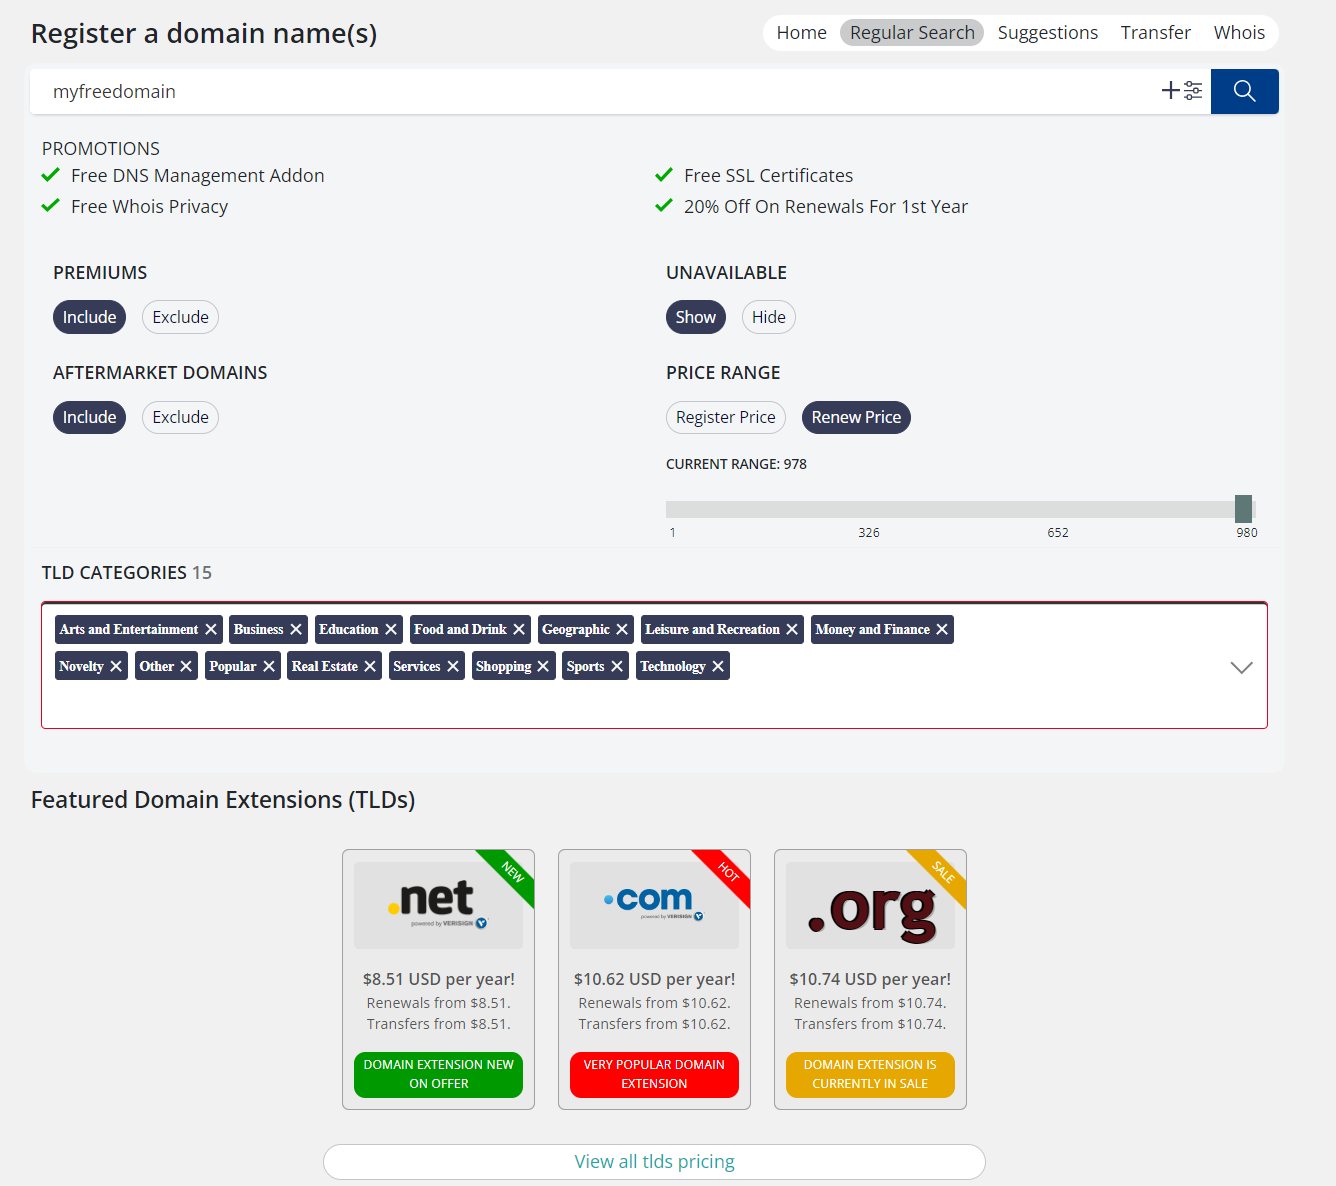 Register a domain name(s)
Home Regular Search Suggestions Transfer Whois
myfreedomain
PROMOTIONS
Free DNS Management Addon
Free SSL Certificates
Free Whois Privacy
20% Off On Renewals For 1st Year
PREMIUMS
Include Exclude
UNAVAILABLE
Show Hide
AFTERMARKET DOMAINS
Include Exclude
PRICE RANGE
Register Price Renew Price
CURRENT RANGE: 978
1 326 652 980
TLD CATEGORIES 15
Arts and Entertainment Business Education Food and Drink Geographic Leisure and Recreation Money and Finance
Novelty Other Popular Real Estate Services Shopping Sports Technology
Featured Domain Extensions (TLDs)
NEW
.net
powered by VERISIGN
$8.51 USD per year!
Renewals from $8.51.
Transfers from $8.51.
DOMAIN EXTENSION NEW
ON OFFER
HOT
.com
powered by VERISIGN
$10.62 USD per year!
Renewals from $10.62.
Transfers from $10.62.
VERY POPULAR DOMAIN
EXTENSION
SALE
.org
$10.74 USD per year!
Renewals from $10.74.
Transfers from $10.74.
DOMAIN EXTENSION IS
CURRENTLY IN SALE
View all tlds pricing